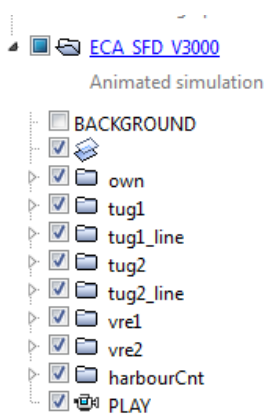 ECA_SFD_V3000
Animated simulation
BACKGROUND
own
tug1
tug1_line
tug2
tug2_line
vre1
vre2
harbourCnt
PLAY